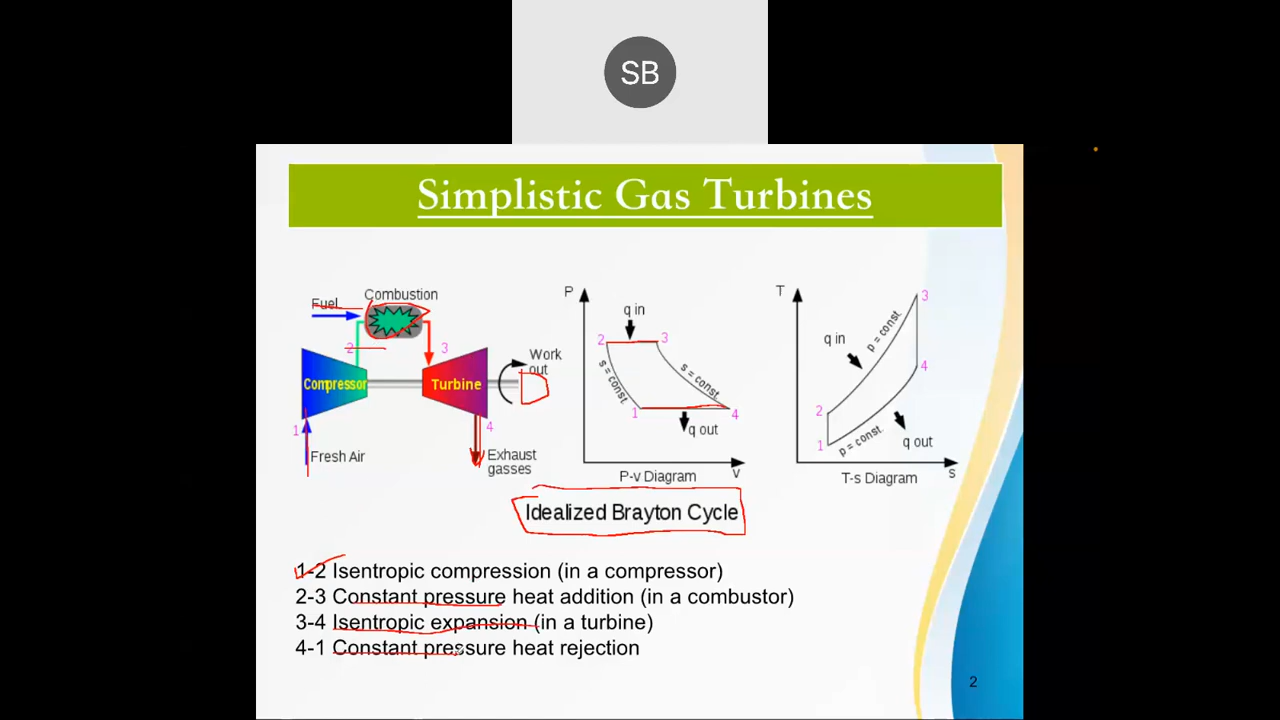 SB
Simplistic Gas Turbines
Fuel
Combustion
2
3
Compressor
Turbine
Work
out
1
4
Fresh Air
Exhaust
gasses
P
q in
2
3
s = const.
s = const.
1
4
q out
P-v Diagram
V
T
3
q in
p = const.
4
2
1
p = const.
q out
T-s Diagram
S
Idealized Brayton Cycle
1-2 Isentropic compression (in a compressor)
2-3 Constant pressure heat addition (in a combustor)
3-4 Isentropic expansion (in a turbine)
4-1 Constant pressure heat rejection
2